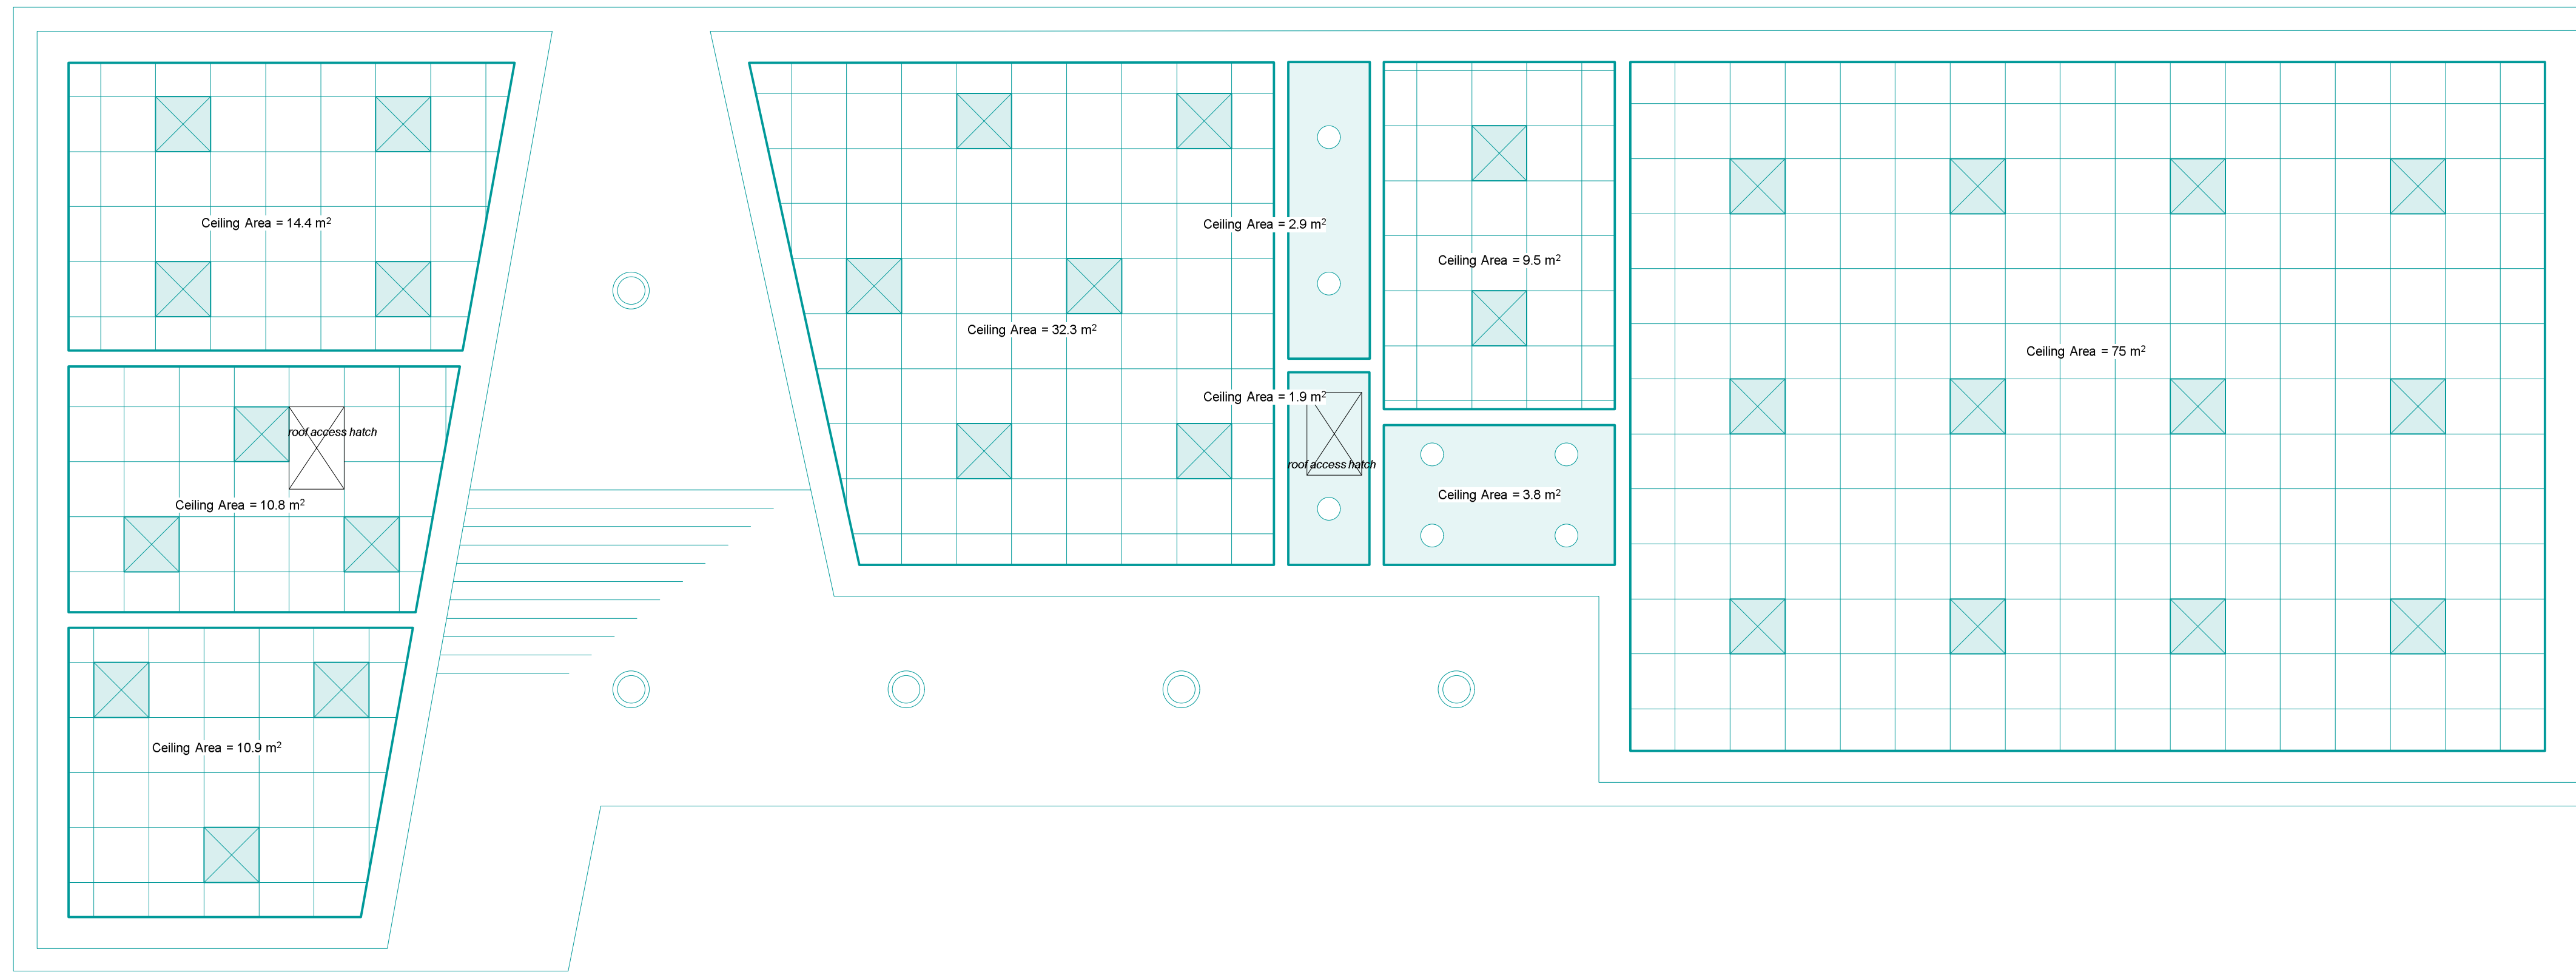 Ceiling Area = 14.4 m²
Ceiling Area = 2.9 m²
Ceiling Area = 9.5 m²
Ceiling Area = 32.3 m²
Ceiling Area = 75 m²
Ceiling Area = 1.9 m²
roof access hatch
roof access hatch
Ceiling Area = 3.8 m²
Ceiling Area = 10.8 m²
Ceiling Area = 10.9 m²